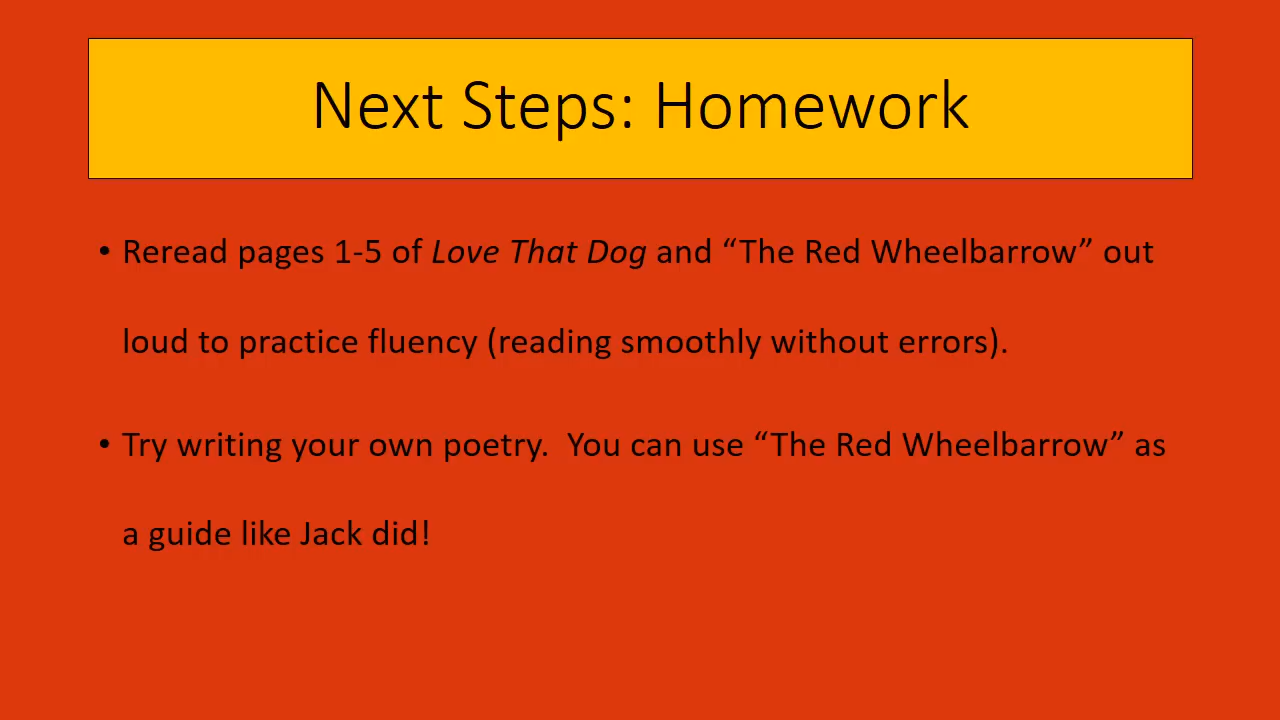 Next Steps: Homework
• Reread pages 1-5 of Love That Dog and “The Red Wheelbarrow” out
loud to practice fluency (reading smoothly without errors).
• Try writing your own poetry.  You can use “The Red Wheelbarrow” as
a guide like Jack did!